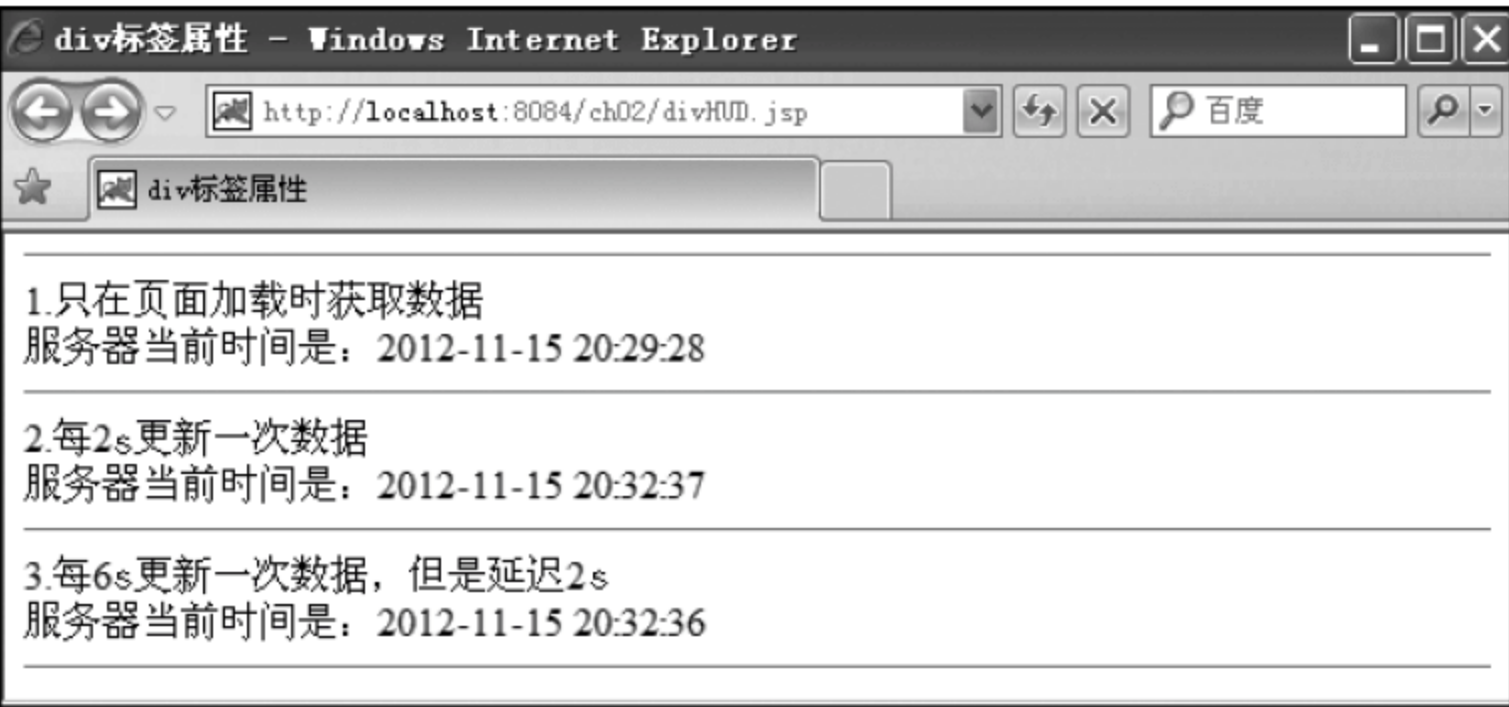 div标签属性 - Windows Internet Explorer
http://localhost:8084/ch02/divHUD.jsp
百度
div标签属性
1.只在页面加载时获取数据
服务器当前时间是：2012-11-15 20:29:28
2.每2s更新一次数据
服务器当前时间是：2012-11-15 20:32:37
3.每6s更新一次数据，但是延迟2s
服务器当前时间是：2012-11-15 20:32:36